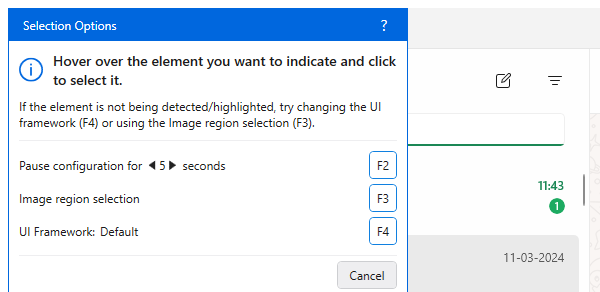 Selection Options ?
Hover over the element you want to indicate and click
to select it.
If the element is not being detected/highlighted, try changing the UI
framework (F4) or using the Image region selection (F3).
Pause configuration for 5 seconds F2
Image region selection F3
UI Framework: Default F4
Cancel
11:43
1
11-03-2024